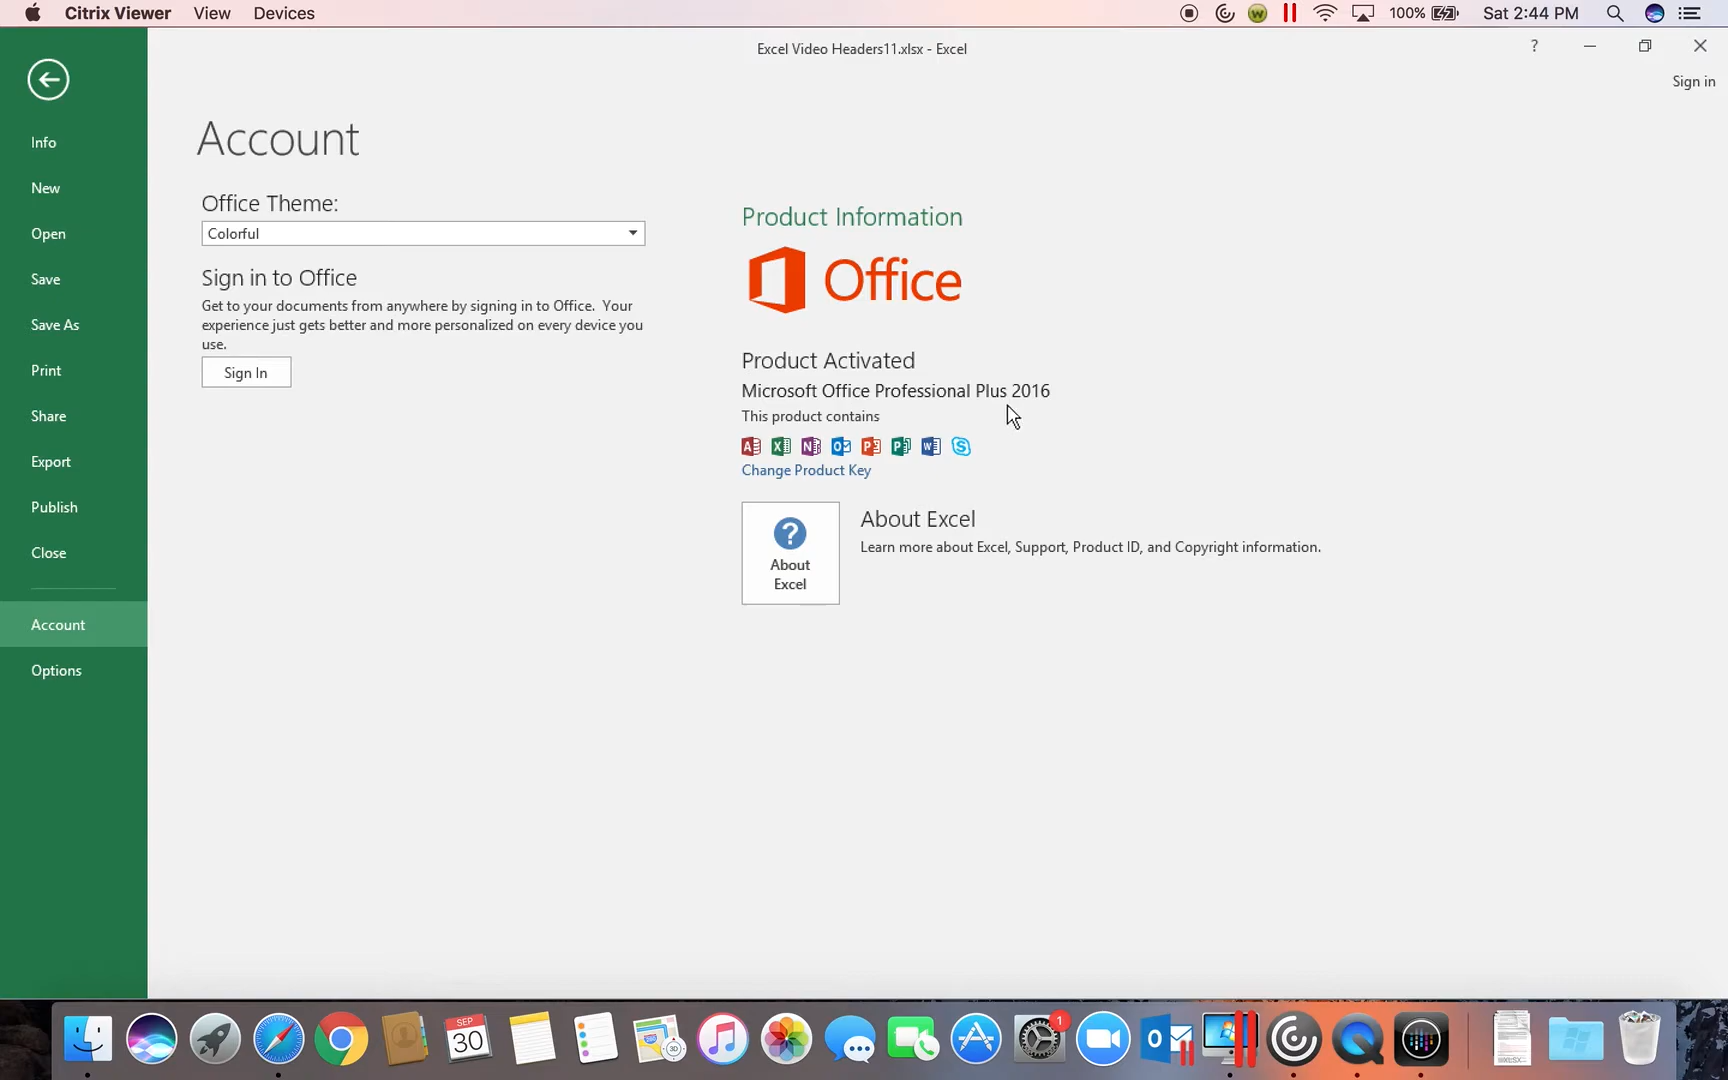 Citrix Viewer View Devices 100% Sat 2:44 PM
Excel Video Headers11.xlsx - Excel
?
Sign in
Info
New
Open
Save
Save As
Print
Share
Export
Publish
Close
Account
Options
Account
Office Theme:
Colorful
Sign in to Office
Get to your documents from anywhere by signing in to Office. Your
experience just gets better and more personalized on every device you
use.
Sign In
Product Information
Office
Product Activated
Microsoft Office Professional Plus 2016
This product contains
Change Product Key
?
About
Excel
About Excel
Learn more about Excel, Support, Product ID, and Copyright information.
SEP
30
3D
1
XLSX